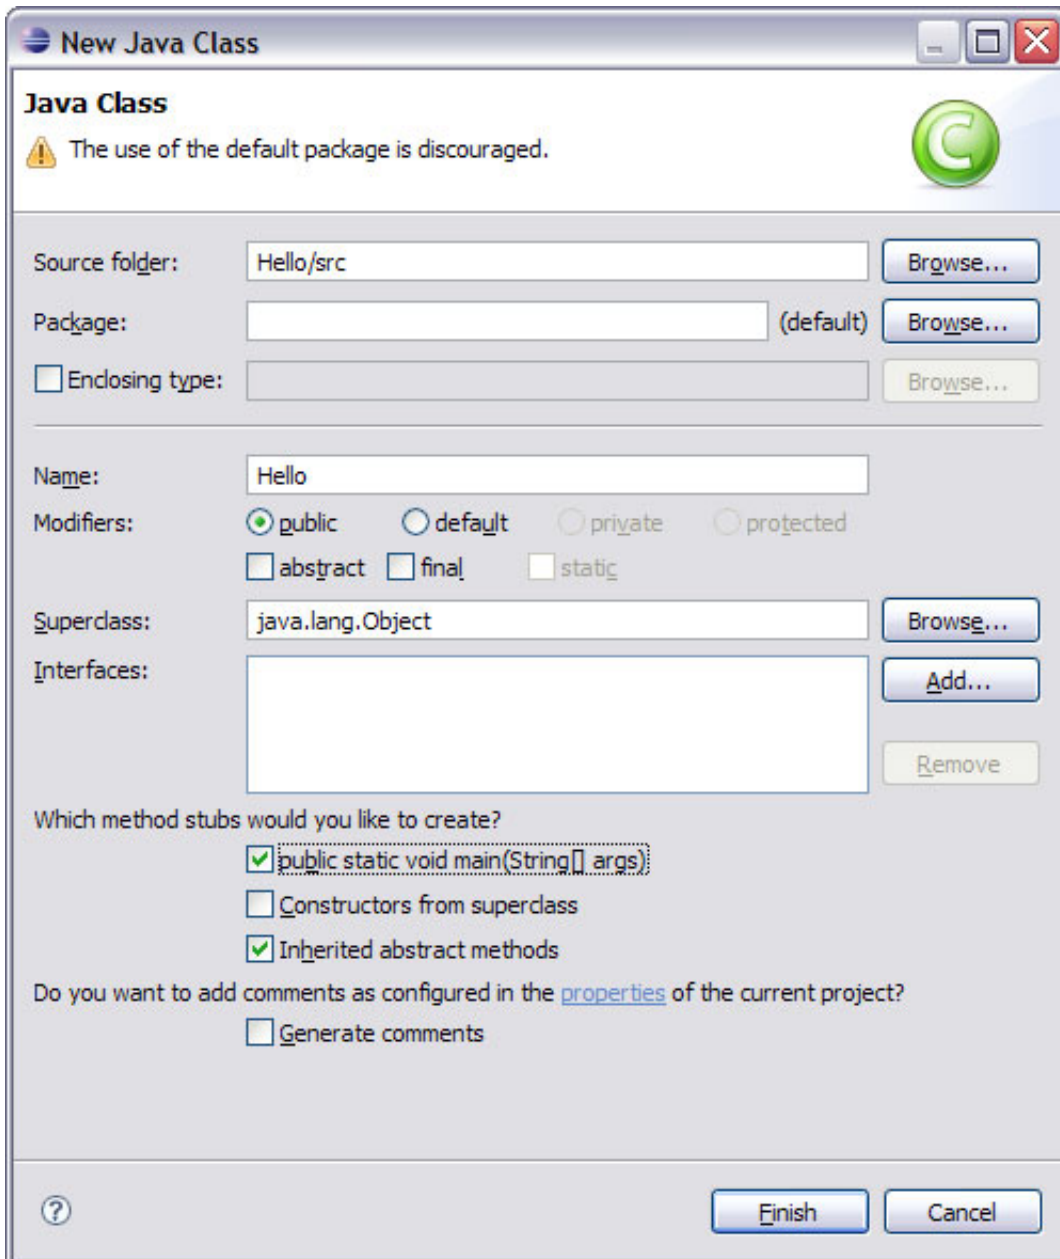 New Java Class
Java Class
The use of the default package is discouraged.
Source folder: Hello/src Browse...
Package: (default) Browse...
Enclosing type: Browse...
Name: Hello
Modifiers: public default private protected
abstract final static
Superclass: java.lang.Object Browse...
Interfaces: Add...
Remove
Which method stubs would you like to create?
public static void main(String[] args)
Constructors from superclass
Inherited abstract methods
Do you want to add comments as configured in the properties of the current project?
Generate comments
? Finish Cancel